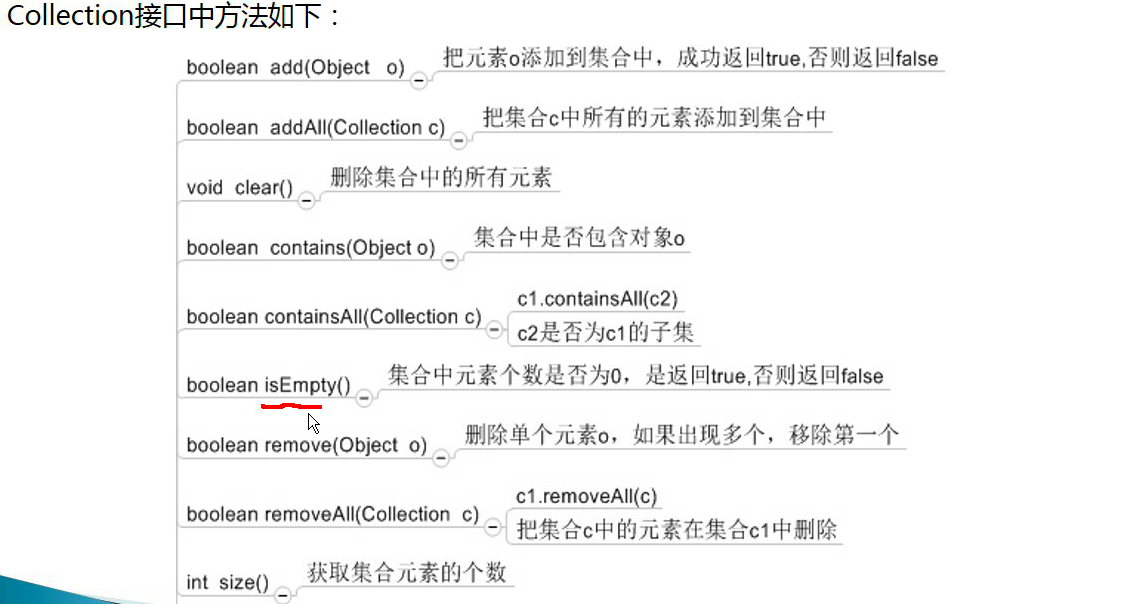 Collection接口中方法如下：
boolean add(Object o)
把元素o添加到集合中，成功返回true,否则返回false
boolean addAll(Collection c)
把集合c中所有的元素添加到集合中
void clear()
删除集合中的所有元素
boolean contains(Object o)
集合中是否包含对象o
boolean containsAll(Collection c)
c1.containsAll(c2)
c2是否为c1的子集
boolean isEmpty()
集合中元素个数是否为0，是返回true,否则返回false
boolean remove(Object o)
删除单个元素o，如果出现多个，移除第一个
boolean removeAll(Collection c)
c1.removeAll(c)
把集合c中的元素在集合c1中删除
int size()
获取集合元素的个数